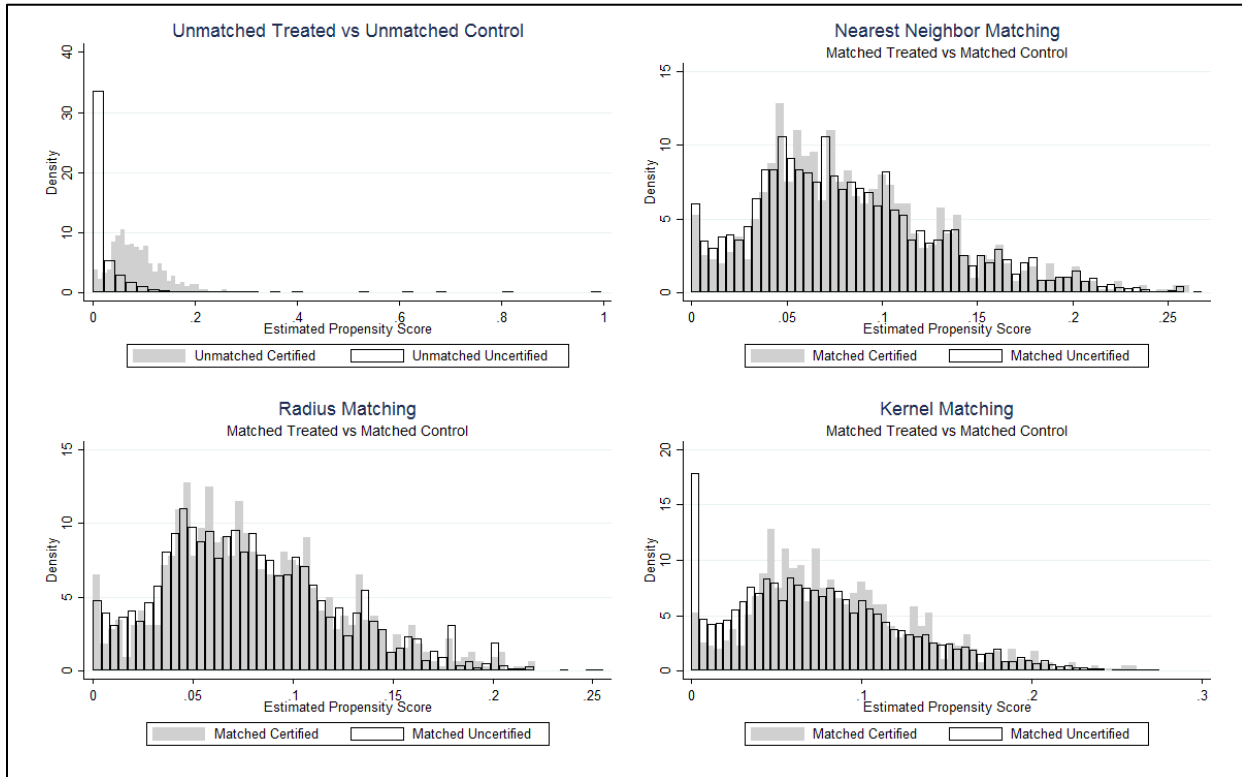 Unmatched Treated vs Unmatched Control
40
30
20
10
0
Density
0 .2 .4 .6 .8 1
Estimated Propensity Score
Unmatched Certified Unmatched Uncertified
Nearest Neighbor Matching
Matched Treated vs Matched Control
15
10
5
0
Density
0 .05 .1 .15 .2 .25
Estimated Propensity Score
Matched Certified Matched Uncertified
Radius Matching
Matched Treated vs Matched Control
15
10
5
0
Density
0 .05 .1 .15 .2 .25
Estimated Propensity Score
Matched Certified Matched Uncertified
Kernel Matching
Matched Treated vs Matched Control
20
15
10
5
0
Density
0 .1 .2 .3
Estimated Propensity Score
Matched Certified Matched Uncertified